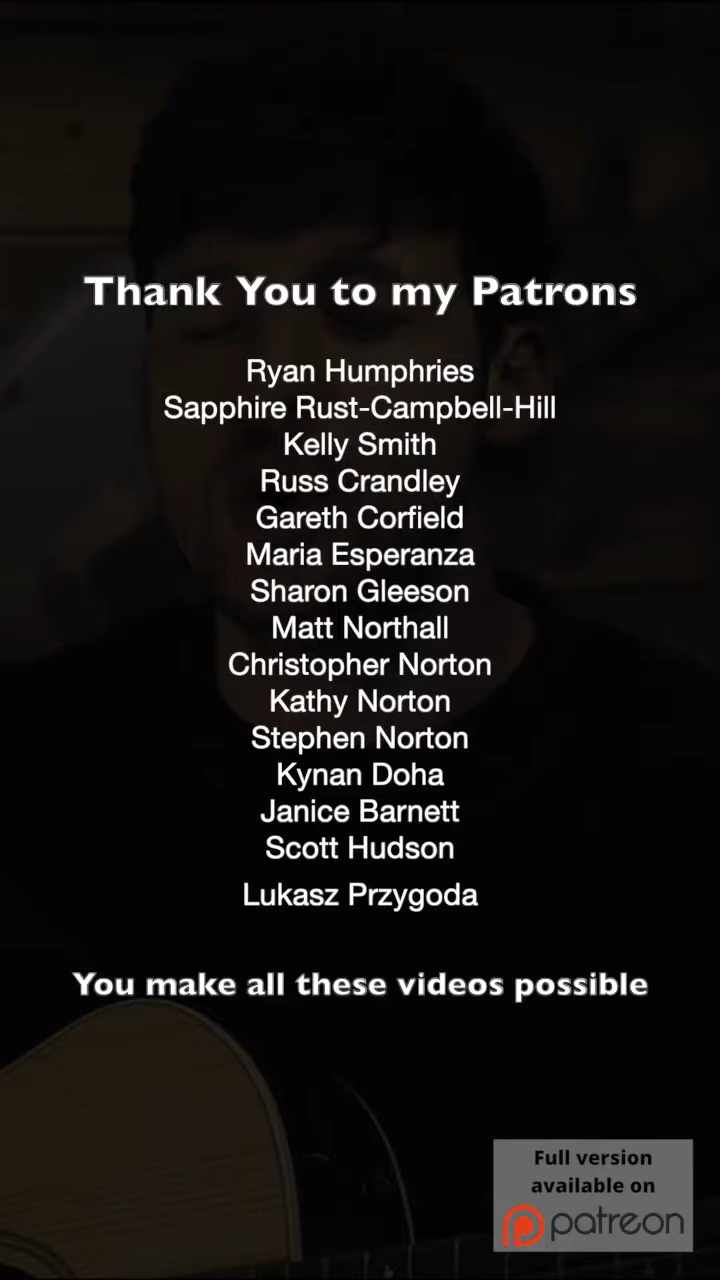 Thank You to my Patrons
Ryan Humphries
Sapphire Rust-Campbell-Hill
Kelly Smith
Russ Crandley
Gareth Corfield
Maria Esperanza
Sharon Gleeson
Matt Northall
Christopher Norton
Kathy Norton
Stephen Norton
Kynan Doha
Janice Barnett
Scott Hudson
Lukasz Przygoda
You make all these videos possible
Full version
available on
patreon